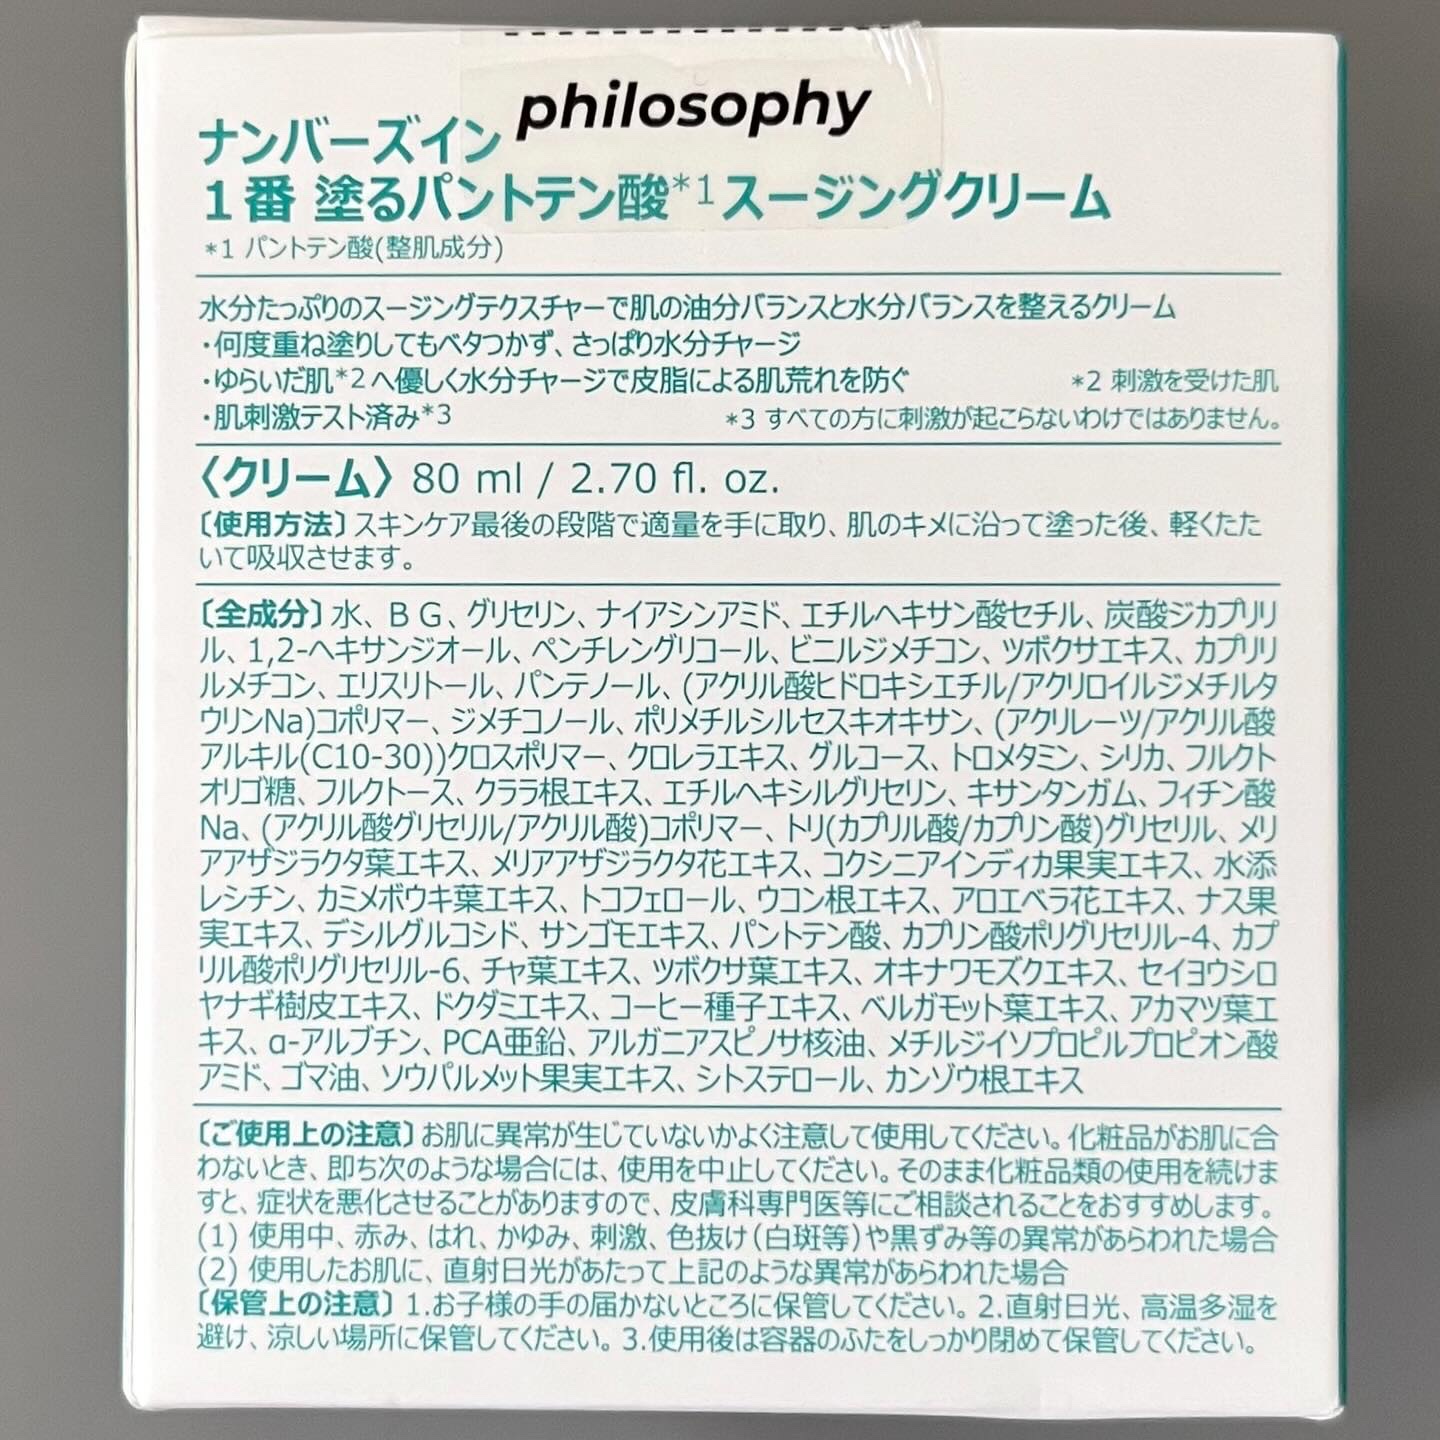 philosophy
ナンバーズイン
1番 塗るパントテン酸*1スージングクリーム
*1 パントテン酸(整肌成分)
水分たっぷりのスージングテクスチャーで肌の油分バランスと水分バランスを整えるクリーム
・何度重ね塗りしてもベタつかず、さっぱり水分チャージ
・ゆらいだ肌*2へ優しく水分チャージで皮脂による肌荒れを防ぐ *2 刺激を受けた肌
・肌刺激テスト済み*3 *3 すべての方に刺激が起こらないわけではありません。
〈クリーム〉 80 ml / 2.70 fl. oz.
〔使用方法〕スキンケア最後の段階で適量を手に取り、肌のキメに沿って塗った後、軽くたた
いて吸収させます。
〔全成分〕水、BG、グリセリン、ナイアシンアミド、エチルヘキサン酸セチル、炭酸ジカプリリ
ル、1,2-ヘキサンジオール、ペンチレングリコール、ビニルジメチコン、ツボクサエキス、カプリリ
ルメチコン、エリスリトール、パンテノール、(アクリル酸ヒドロキシエチル/アクリロイルジメチルタ
ウリンNa)コポリマー、ジメチコノール、ポリメチルシルセスキオキサン、(アクリレーツ/アクリル酸
アルキル(C10-30))クロスポリマー、クロレラエキス、グルコース、トロメタミン、シリカ、フルクト
オリゴ糖、フルクトース、クララ根エキス、エチルヘキシルグリセリン、キサンタンガム、フィチン酸
Na、(アクリル酸グリセリル/アクリル酸)コポリマー、トリ(カプリル酸/カプリン酸)グリセリル、メリ
アアザジラクタ葉エキス、メリアアザジラクタ花エキス、コクシニアインディカ果実エキス、水添
レシチン、カミメボウキ葉エキス、トコフェロール、ウコン根エキス、アロエベラ花エキス、ナス果
実エキス、デシルグルコシド、サンゴモエキス、パントテン酸、カプリン酸ポリグリセリル-4、カプ
リル酸ポリグリセリル-6、チャ葉エキス、ツボクサ葉エキス、オキナワモズクエキス、セイヨウシロ
ヤナギ樹皮エキス、ドクダミエキス、コーヒー種子エキス、ベルガモット葉エキス、アカマツ葉エ
キス、α-アルブチン、PCA亜鉛、アルガニアスピノサ核油、メチルジイソプロピルプロピオン酸
アミド、ゴマ油、ソウパルメット果実エキス、シトステロール、カンゾウ根エキス
〔ご使用上の注意〕お肌に異常が生じていないかよく注意して使用してください。化粧品がお肌に合
わないとき、即ち次のような場合には、使用を中止してください。そのまま化粧品類の使用を続けま
すと、症状を悪化させることがありますので、皮膚科専門医等にご相談されることをおすすめします。
(1) 使用中、赤み、はれ、かゆみ、刺激、色抜け(白斑等)や黒ずみ等の異常があらわれた場合
(2) 使用したお肌に、直射日光があたって上記のような異常があらわれた場合
〔保管上の注意〕1.お子様の手の届かないところに保管してください。2.直射日光、高温多湿を
避け、涼しい場所に保管してください。3.使用後は容器のふたをしっかり閉めて保管してください。